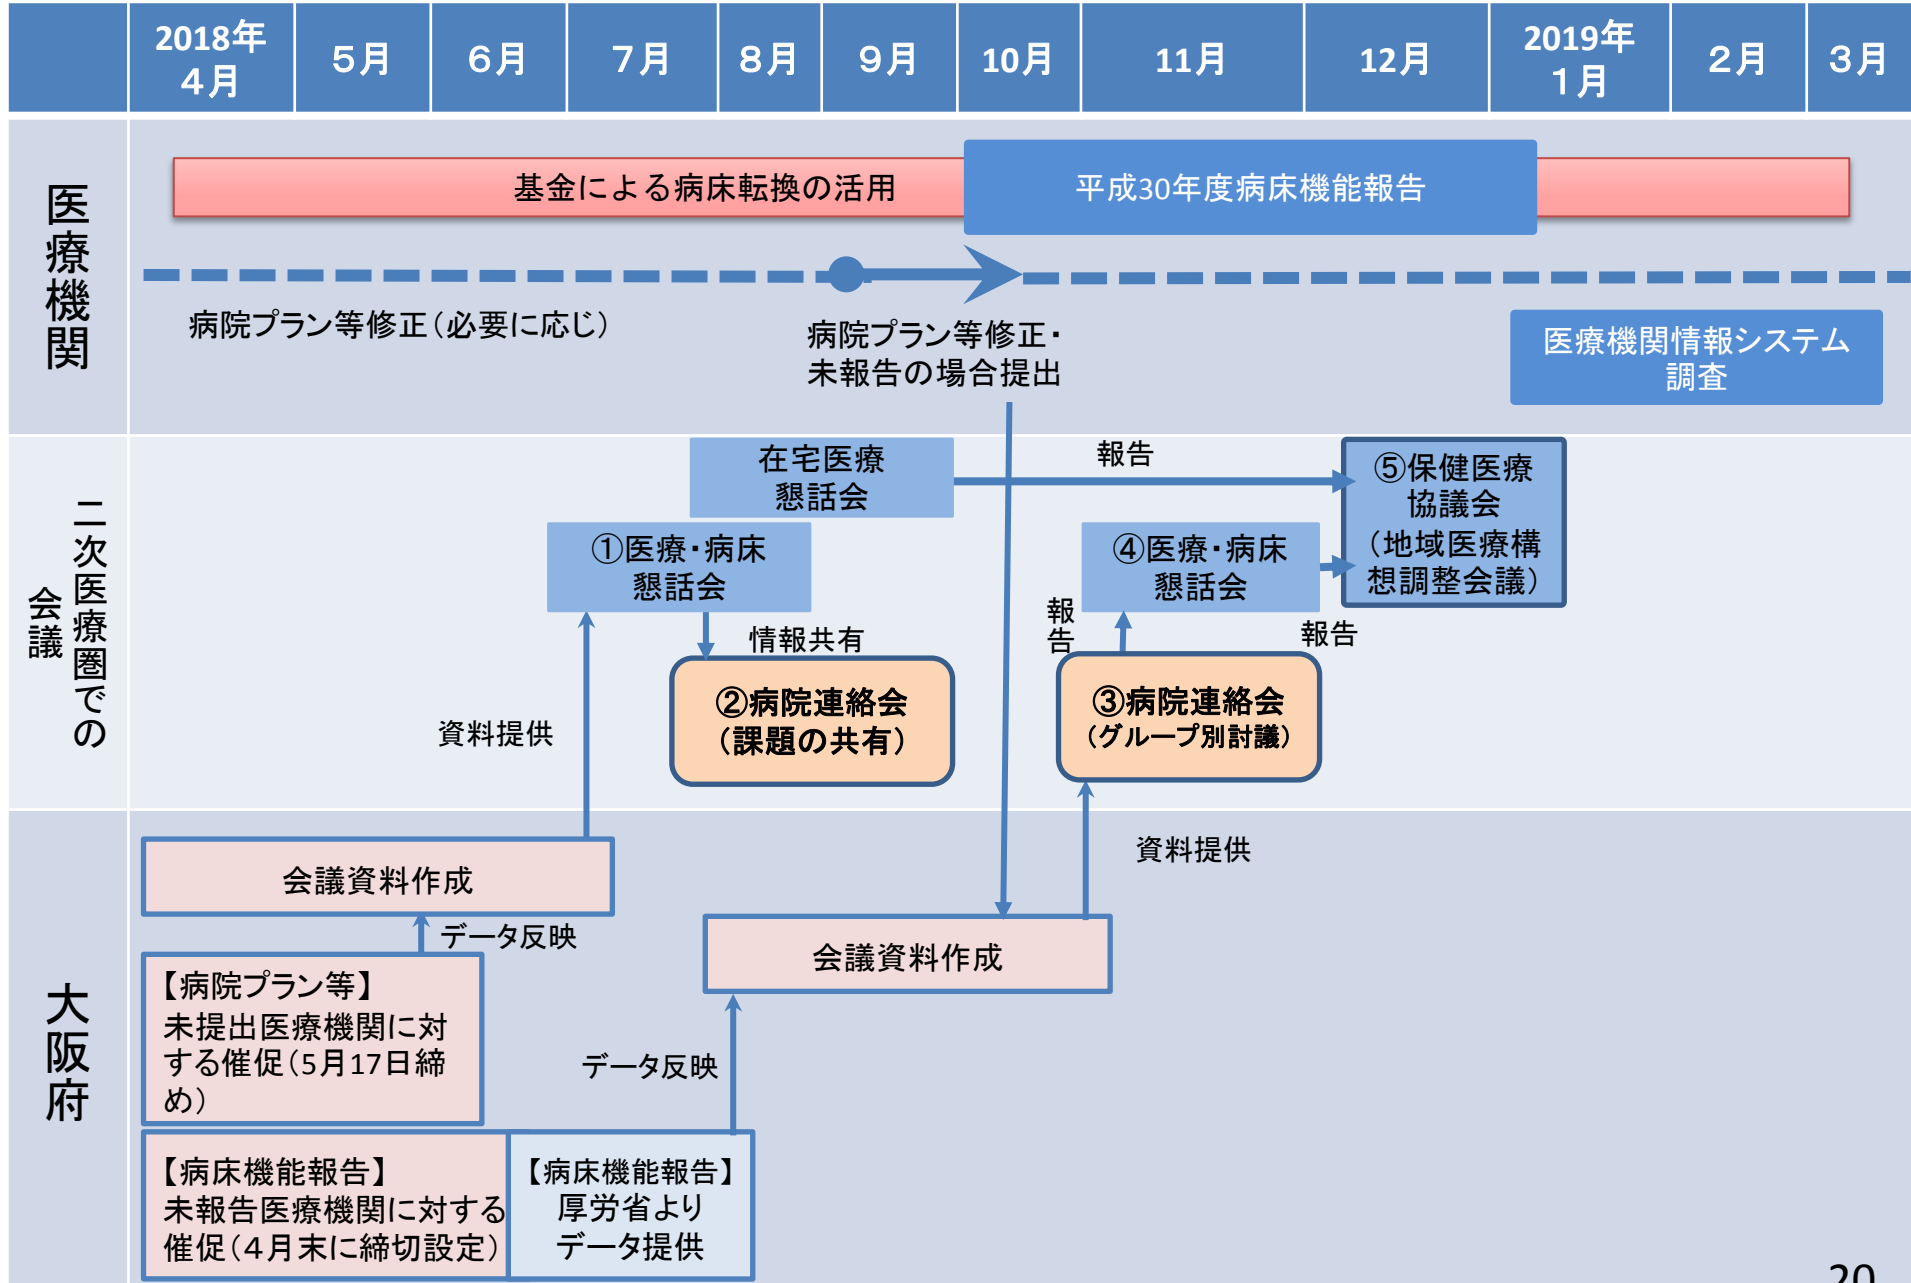 2018年
４月
５月
６月
７月
８月
９月
10月
11月
12月
2019年
１月
２月
３月
医療機関
基金による病床転換の活用
平成30年度病床機能報告
病院プラン等修正（必要に応じ）
病院プラン等修正・
未報告の場合提出
医療機関情報システム
調査
二次医療圏での
会議
在宅医療
懇話会
報告
⑤保健医療
協議会
（地域医療構
想調整会議）
①医療・病床
懇話会
④医療・病床
懇話会
情報共有
報告
報告
②病院連絡会
（課題の共有）
③病院連絡会
（グループ別討議）
資料提供
資料提供
大阪府
会議資料作成
データ反映
会議資料作成
【病院プラン等】
未提出医療機関に対
する催促（5月17日締
め）
データ反映
【病床機能報告】
未報告医療機関に対する
催促（４月末に締切設定）
【病床機能報告】
厚労省より
データ提供
20